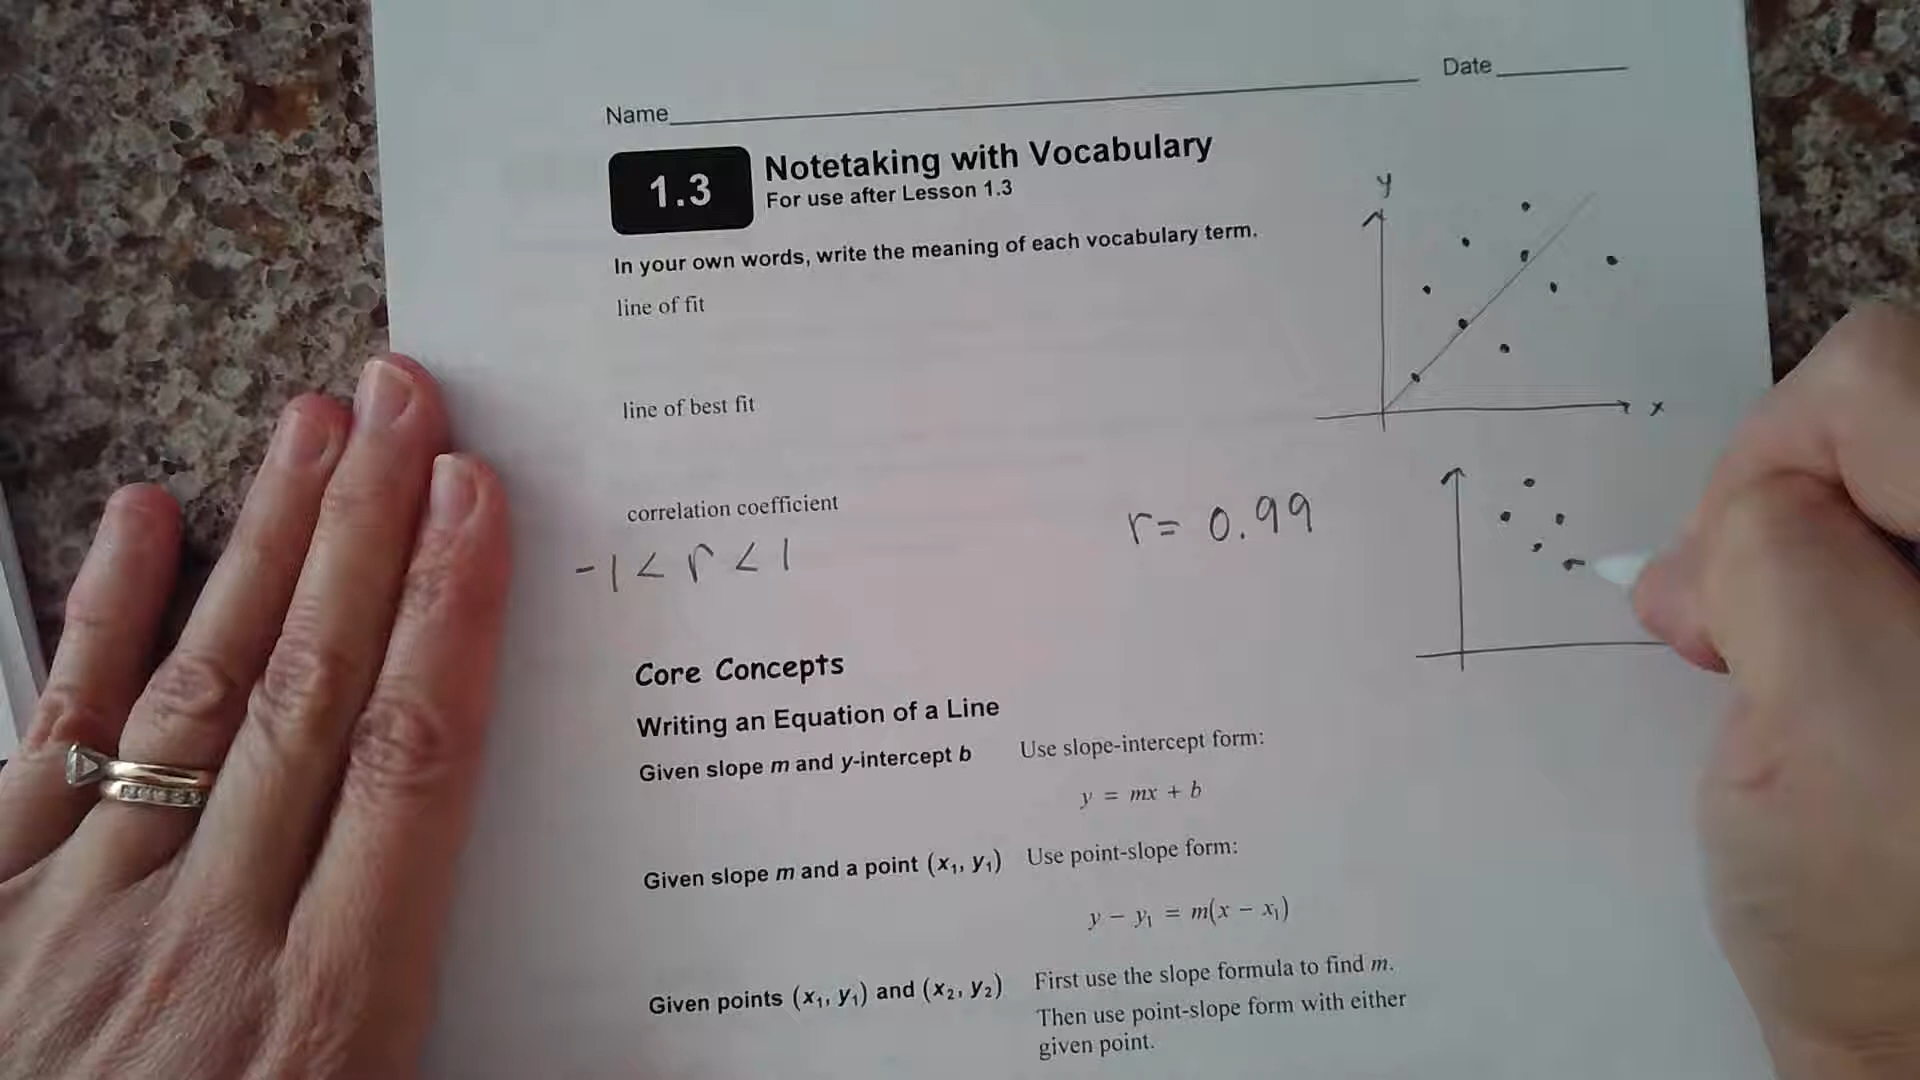 Name Date
1.3 Notetaking with Vocabulary
For use after Lesson 1.3
In your own words, write the meaning of each vocabulary term.
line of fit
line of best fit
correlation coefficient
-1 < r < 1
r = 0.99
y
x
Core Concepts
Writing an Equation of a Line
Given slope m and y-intercept b Use slope-intercept form:
y = mx + b
Given slope m and a point (x₁, y₁) Use point-slope form:
y − y₁ = m(x − x₁)
Given points (x₁, y₁) and (x₂, y₂) First use the slope formula to find m.
Then use point-slope form with either
given point.